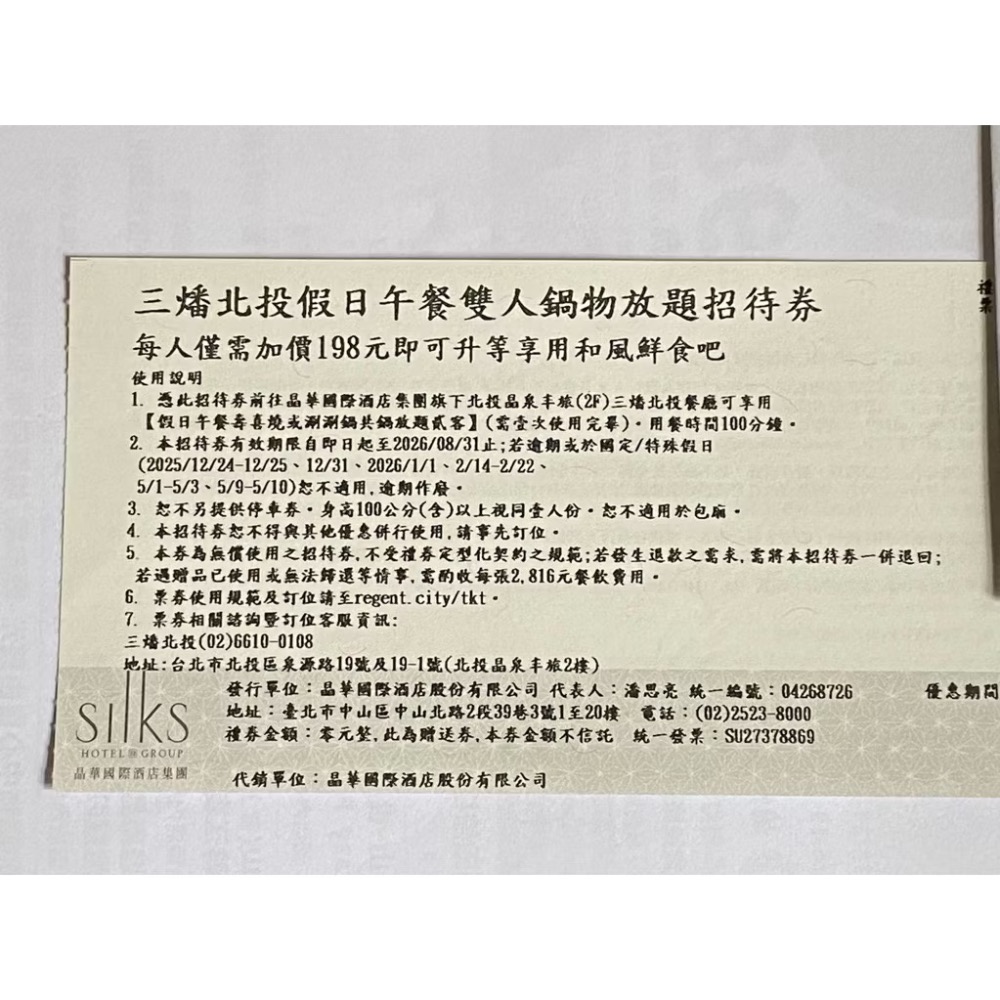 三燔北投假日午餐雙人鍋物放題招待券
每人僅需加價198元即可升等享用和風鮮食吧
使用說明
1. 憑此招待券前往晶華國際酒店集團旗下北投晶泉丰旅(2F)三燔北投餐廳可享用
【假日午餐壽喜燒或涮涮鍋共鍋放題貳客】(需壹次使用完畢)。用餐時間100分鐘。
2. 本招待券有效期限自即日起至2026/08/31止;若逾期或於國定/特殊假日
(2025/12/24-12/25、12/31、2026/1/1、2/14-2/22、
5/1-5/3、5/9-5/10)恕不適用,逾期作廢。
3. 恕不另提供停車券。身高100公分(含)以上視同壹人份。恕不適用於包廂。
4. 本招待券恕不得與其他優惠併行使用,請事先訂位。
5. 本券為無償使用之招待券,不受禮券定型化契約之規範;若發生退款之需求,需將本招待券一併退回;
若遇贈品已使用或無法歸還等情事,需酌收每張2,816元餐飲費用。
6. 票券使用規範及訂位請至regent.city/tkt。
7. 票券相關諮詢暨訂位客服資訊:
三燔北投(02)6610-0108
地址:台北市北投區泉源路19號及19-1號(北投晶泉丰旅2樓)
發行單位：晶華國際酒店股份有限公司 代表人：潘思亮 統一編號：04268726
地址：臺北市中山區中山北路2段39巷3號1至20樓 電話：(02)2523-8000
禮券金額：零元整,此為贈送券,本券金額不信託 統一發票：SU27378869
代銷單位：晶華國際酒店股份有限公司
silks
HOTEL GROUP
晶華國際酒店集團
禮
票
優惠期間